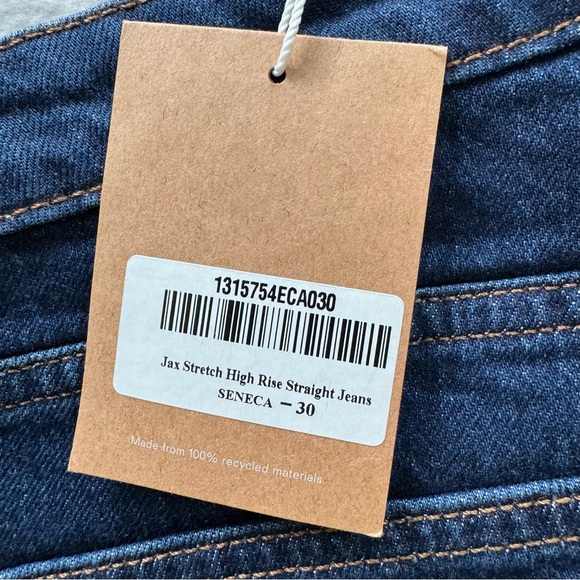 1315754ECA030
Jax Stretch High Rise Straight Jeans
SENECA – 30
Made from 100% recycled materials